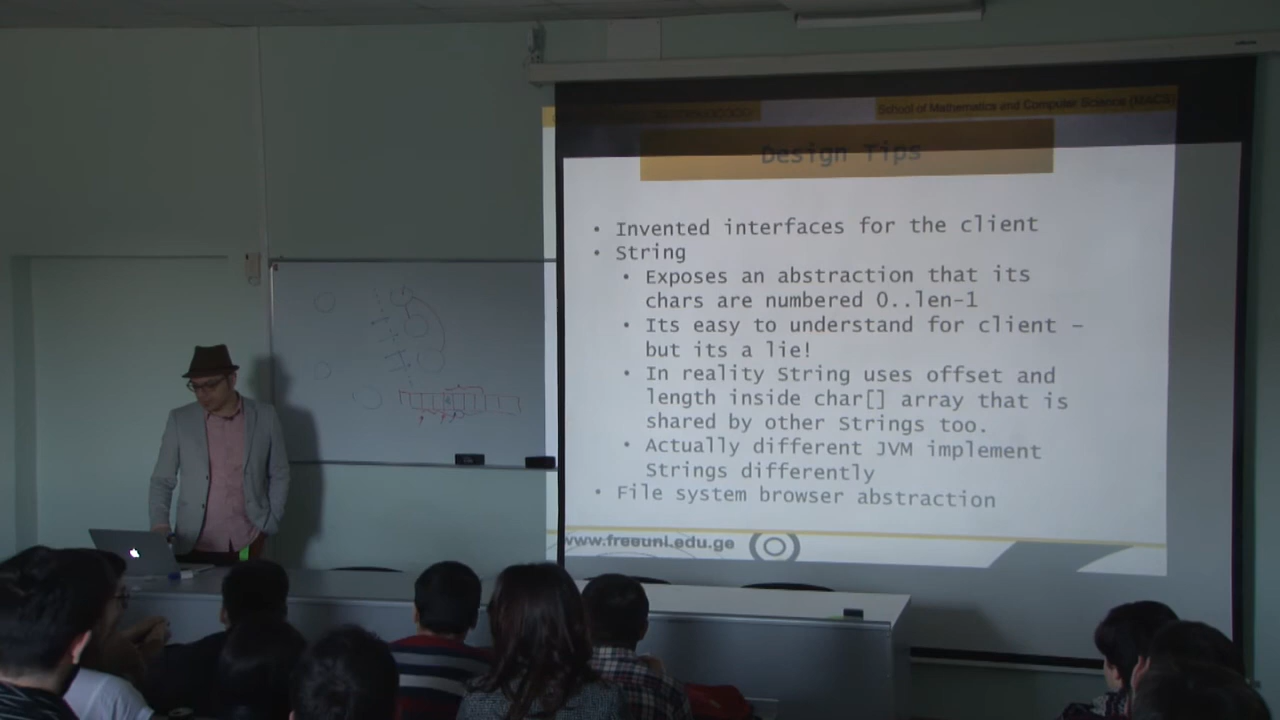 School of Mathematics and Computer Science (MACS)
Design Tips
• Invented interfaces for the client
• String
• Exposes an abstraction that its
chars are numbered 0..len-1
• Its easy to understand for client –
but its a lie!
• In reality String uses offset and
length inside char[] array that is
shared by other Strings too.
• Actually different JVM implement
Strings differently
• File system browser abstraction
www.freeuni.edu.ge